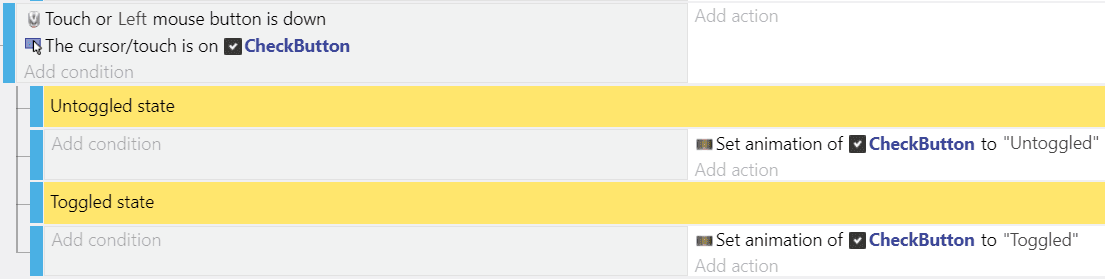 Touch or Left mouse button is down
Add action
The cursor/touch is on CheckButton
Add condition
Untoggled state
Add condition
Set animation of CheckButton to "Untoggled"
Add action
Toggled state
Add condition
Set animation of CheckButton to "Toggled"
Add action